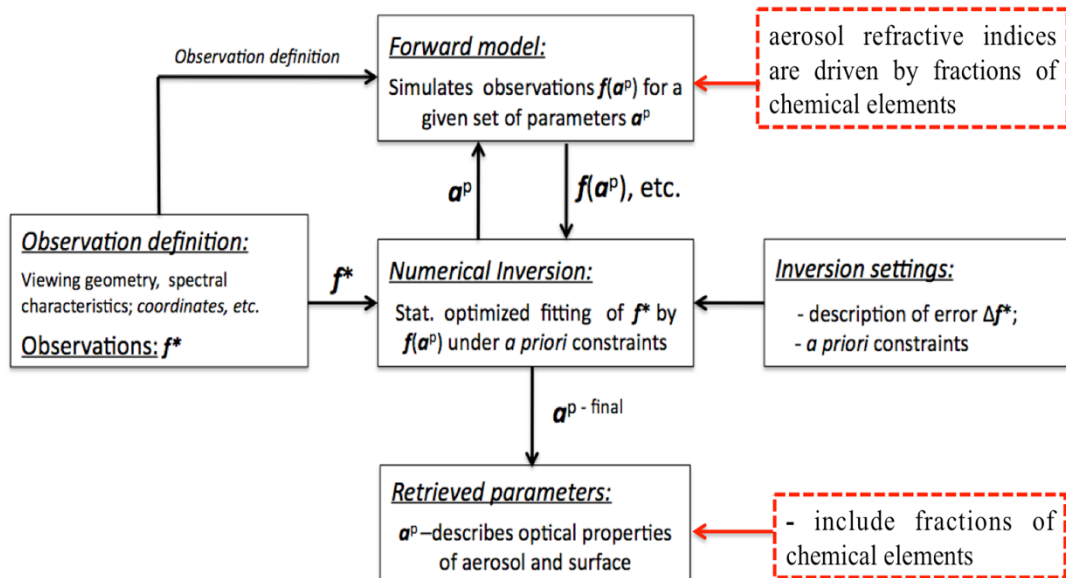 Observation definition
Forward model:
Simulates observations f(aᵖ) for a
given set of parameters aᵖ
aerosol refractive indices
are driven by fractions of
chemical elements
aᵖ
f(aᵖ), etc.
Observation definition:
Viewing geometry, spectral
characteristics; coordinates, etc.
Observations: f*
f*
Numerical Inversion:
Stat. optimized fitting of f* by
f(aᵖ) under a priori constraints
Inversion settings:
- description of error Δf*;
- a priori constraints
aᵖ - final
Retrieved parameters:
aᵖ –describes optical properties
of aerosol and surface
- include fractions of
chemical elements